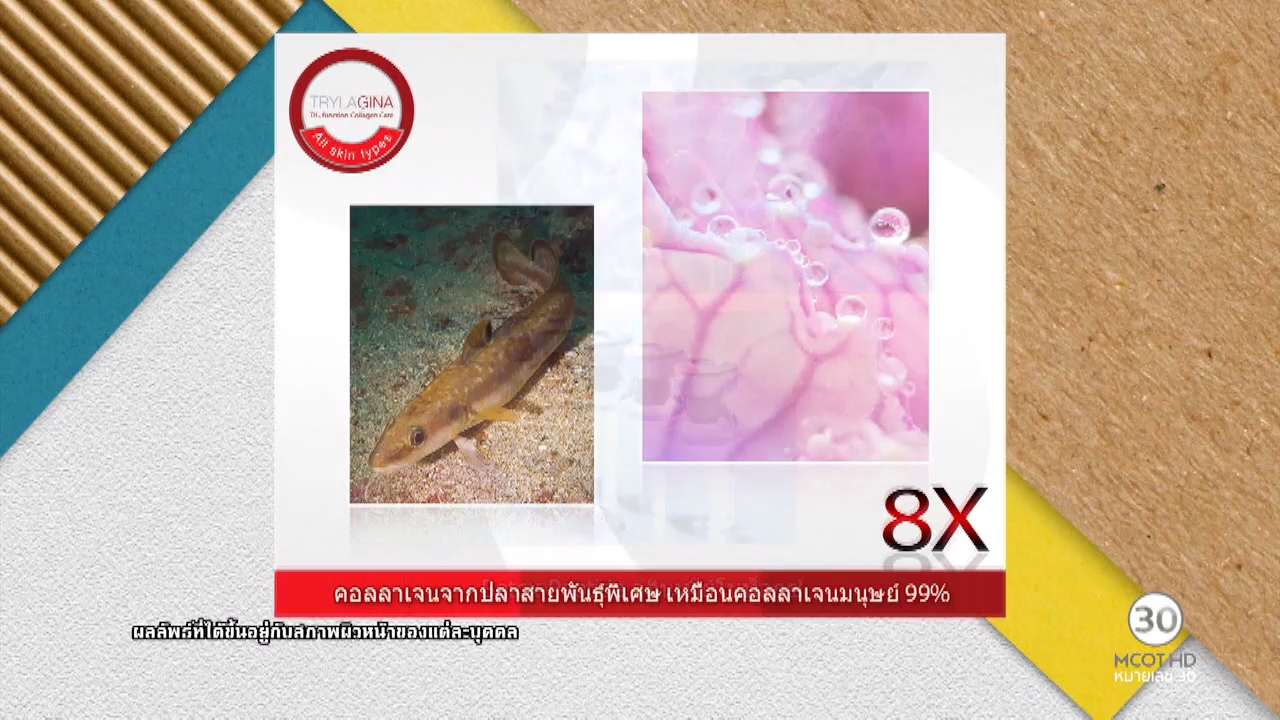 TRYLAGINA
Tri-function Collagen Care
All skin types
8X
คอลลาเจนจากปลาสายพันธุ์พิเศษ เหมือนคอลลาเจนมนุษย์ 99%
ผลลัพธ์ที่ได้ขึ้นอยู่กับสภาพผิวหน้าของแต่ละบุคคล
30
MCOT HD
หมายเลข 30